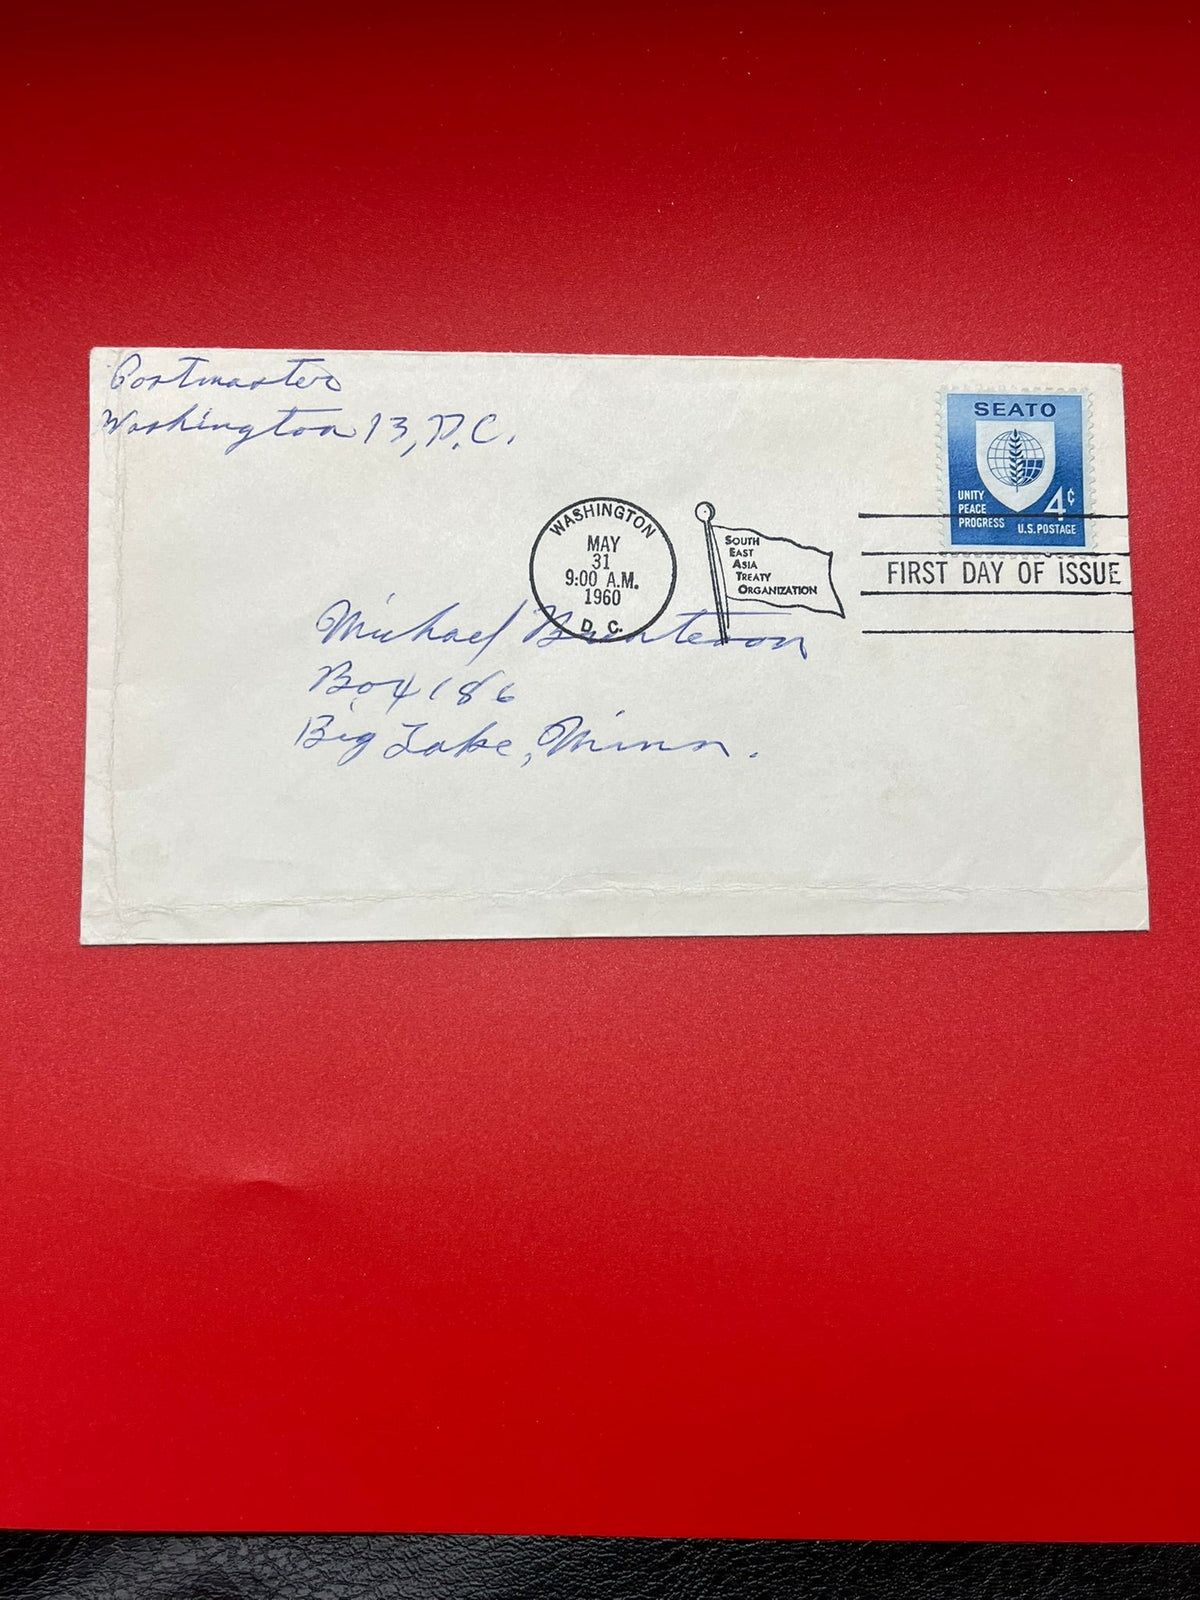 Postmaster
Washington 13, D.C.
SEATO
UNITY
PEACE
PROGRESS
4¢
U.S. POSTAGE
WASHINGTON
MAY
31
9:00 A.M.
1960
D. C.
SOUTH
EAST
ASIA
TREATY
ORGANIZATION
FIRST DAY OF ISSUE
Michael
Box 186
Big Lake, Minn.